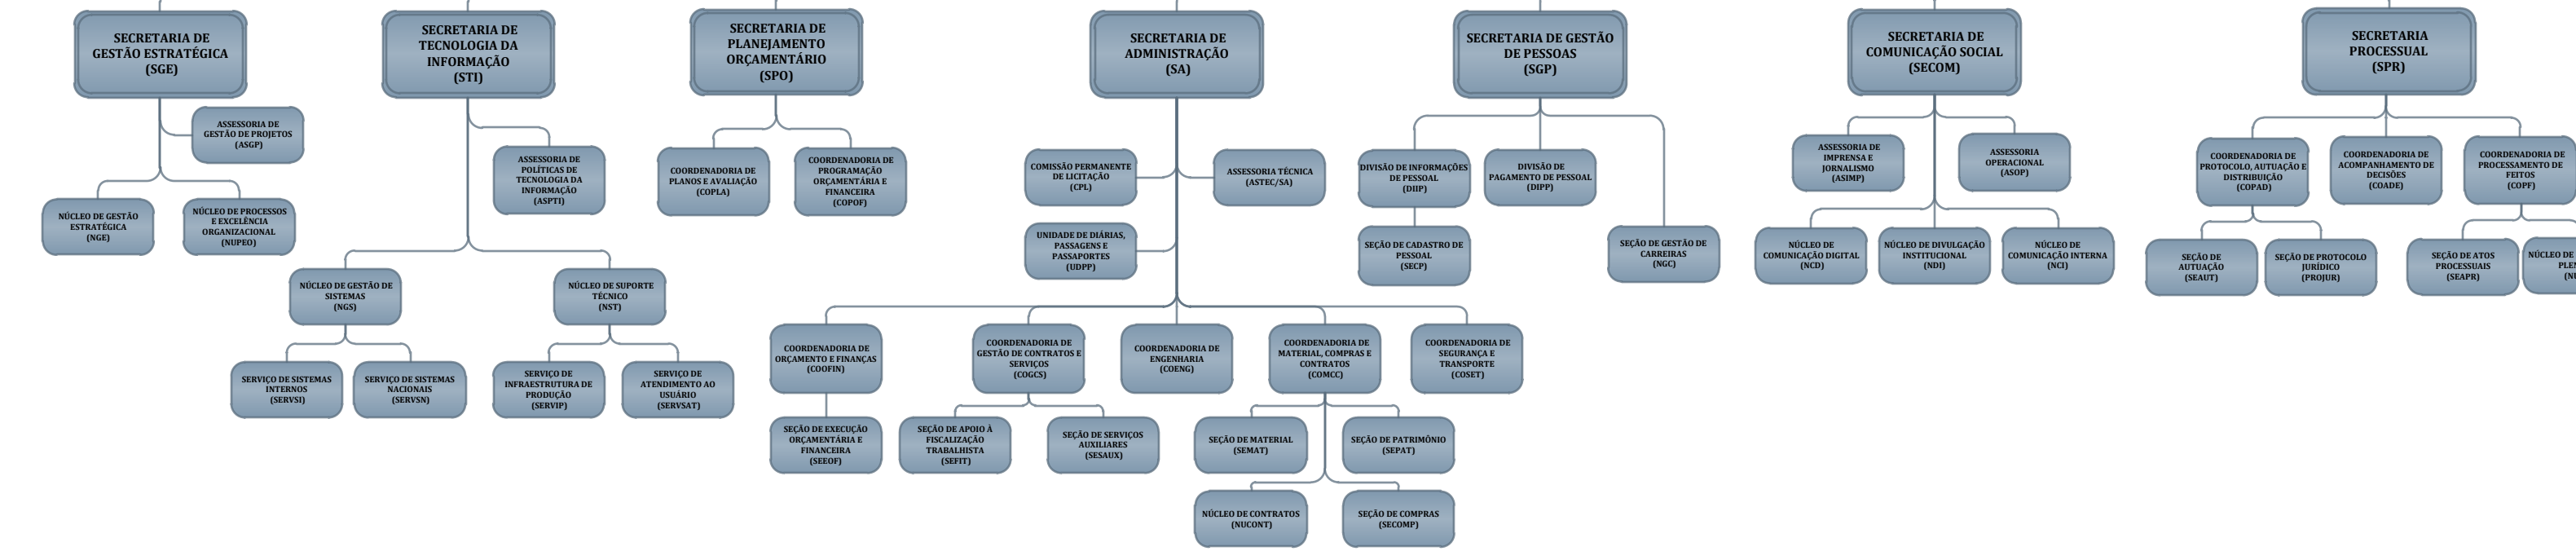 SECRETARIA DE
GESTÃO ESTRATÉGICA
(SGE)
ASSESSORIA DE
GESTÃO DE PROJETOS
(ASGP)
NÚCLEO DE GESTÃO
ESTRATÉGICA
(NGE)
NÚCLEO DE PROCESSOS
E EXCELÊNCIA
ORGANIZACIONAL
(NUPEO)
SECRETARIA DE
TECNOLOGIA DA
INFORMAÇÃO
(STI)
ASSESSORIA DE
POLÍTICAS DE
TECNOLOGIA DA
INFORMAÇÃO
(ASPTI)
NÚCLEO DE GESTÃO DE
SISTEMAS
(NGS)
NÚCLEO DE SUPORTE
TÉCNICO
(NST)
SERVIÇO DE SISTEMAS
INTERNOS
(SERVSI)
SERVIÇO DE SISTEMAS
NACIONAIS
(SERVSN)
SERVIÇO DE
INFRAESTRUTURA DE
PRODUÇÃO
(SERVIP)
SERVIÇO DE
ATENDIMENTO AO
USUÁRIO
(SERVSAT)
SECRETARIA DE
PLANEJAMENTO
ORÇAMENTÁRIO
(SPO)
COORDENADORIA DE
PLANOS E AVALIAÇÃO
(COPLA)
COORDENADORIA DE
PROGRAMAÇÃO
ORÇAMENTÁRIA E
FINANCEIRA
(COPOF)
SECRETARIA DE
ADMINISTRAÇÃO
(SA)
COMISSÃO PERMANENTE
DE LICITAÇÃO
(CPL)
ASSESSORIA TÉCNICA
(ASTEC/SA)
UNIDADE DE DIÁRIAS,
PASSAGENS E
PASSAPORTES
(UDPP)
COORDENADORIA DE
ORÇAMENTO E FINANÇAS
(COOFIN)
COORDENADORIA DE
GESTÃO DE CONTRATOS E
SERVIÇOS
(COGCS)
COORDENADORIA DE
ENGENHARIA
(COENG)
COORDENADORIA DE
MATERIAL, COMPRAS E
CONTRATOS
(COMCC)
COORDENADORIA DE
SEGURANÇA E
TRANSPORTE
(COSET)
SEÇÃO DE EXECUÇÃO
ORÇAMENTÁRIA E
FINANCEIRA
(SEEOF)
SEÇÃO DE APOIO À
FISCALIZAÇÃO
TRABALHISTA
(SEFIT)
SEÇÃO DE SERVIÇOS
AUXILIARES
(SESAUX)
SEÇÃO DE MATERIAL
(SEMAT)
SEÇÃO DE PATRIMÔNIO
(SEPAT)
NÚCLEO DE CONTRATOS
(NUCONT)
SEÇÃO DE COMPRAS
(SECOMP)
SECRETARIA DE GESTÃO
DE PESSOAS
(SGP)
DIVISÃO DE INFORMAÇÕES
DE PESSOAL
(DIIP)
DIVISÃO DE
PAGAMENTO DE PESSOAL
(DIPP)
SEÇÃO DE CADASTRO DE
PESSOAL
(SECP)
SEÇÃO DE GESTÃO DE
CARREIRAS
(NGC)
SECRETARIA DE
COMUNICAÇÃO SOCIAL
(SECOM)
ASSESSORIA DE
IMPRENSA E
JORNALISMO
(ASIMP)
ASSESSORIA
OPERACIONAL
(ASOP)
NÚCLEO DE
COMUNICAÇÃO DIGITAL
(NCD)
NÚCLEO DE DIVULGAÇÃO
INSTITUCIONAL
(NDI)
NÚCLEO DE
COMUNICAÇÃO INTERNA
(NCI)
SECRETARIA
PROCESSUAL
(SPR)
COORDENADORIA DE
PROTOCOLO, AUTUAÇÃO E
DISTRIBUIÇÃO
(COPAD)
COORDENADORIA DE
ACOMPANHAMENTO DE
DECISÕES
(COADE)
COORDENADORIA DE
PROCESSAMENTO DE
FEITOS
(COPF)
SEÇÃO DE
AUTUAÇÃO
(SEAUT)
SEÇÃO DE PROTOCOLO
JURÍDICO
(PROJUR)
SEÇÃO DE ATOS
PROCESSUAIS
(SEAPR)
NÚCLEO DE